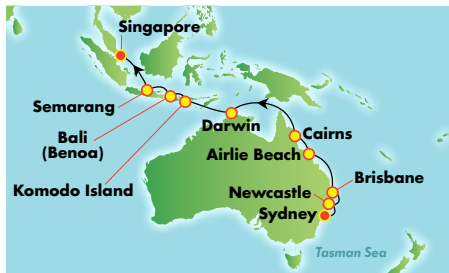 Singapore
Semarang
Bali
(Benoa)
Komodo Island
Darwin
Cairns
Airlie Beach
Brisbane
Newcastle
Sydney
Tasman Sea